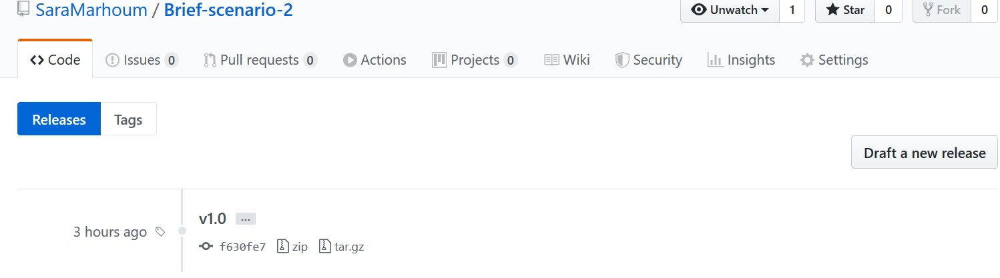 SaraMarhoum / Brief-scenario-2 Unwatch 1 Star 0 Fork 0
Code Issues 0 Pull requests 0 Actions Projects 0 Wiki Security Insights Settings
Releases Tags
Draft a new release
v1.0 ...
3 hours ago
f630fe7 zip tar.gz